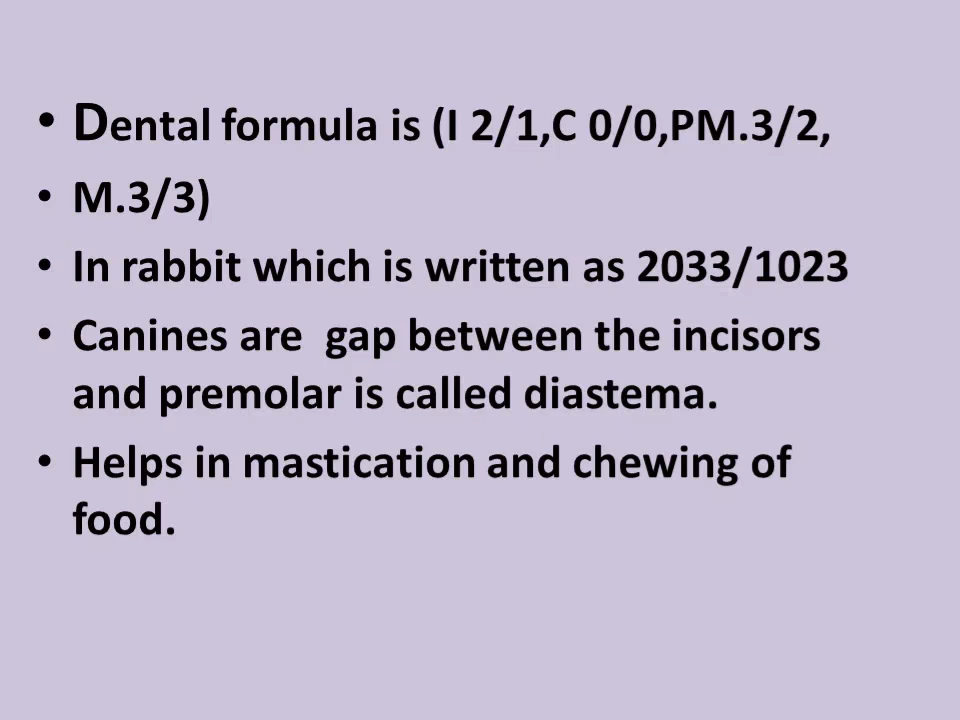 • Dental formula is (I 2/1,C 0/0,PM.3/2,
• M.3/3)
• In rabbit which is written as 2033/1023
• Canines are  gap between the incisors
and premolar is called diastema.
• Helps in mastication and chewing of
food.